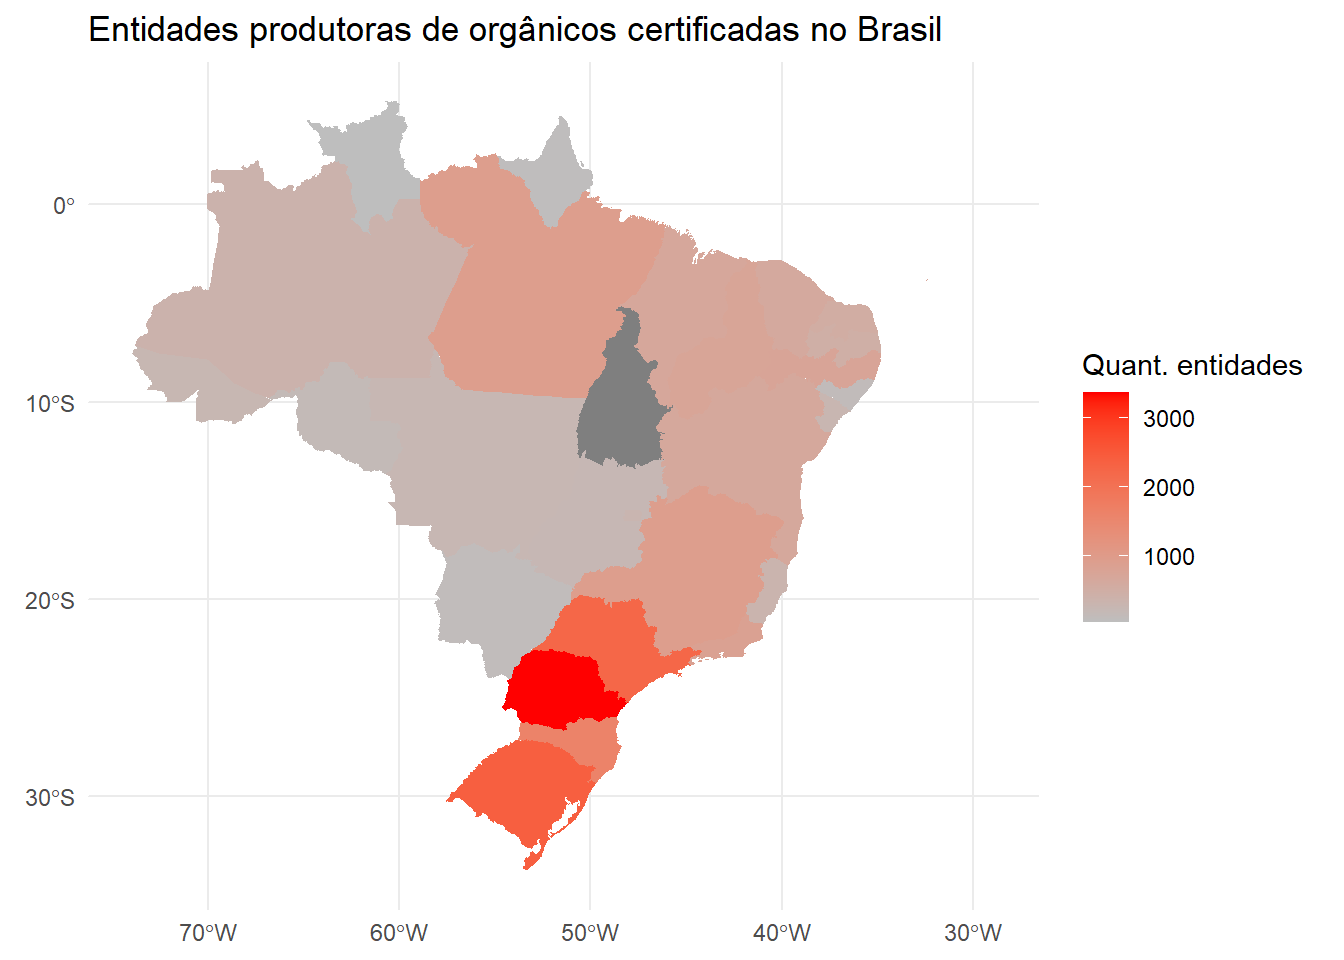 Entidades produtoras de orgânicos certificadas no Brasil
0°
10°S
20°S
30°S
70°W
60°W
50°W
40°W
30°W
Quant. entidades
3000
2000
1000